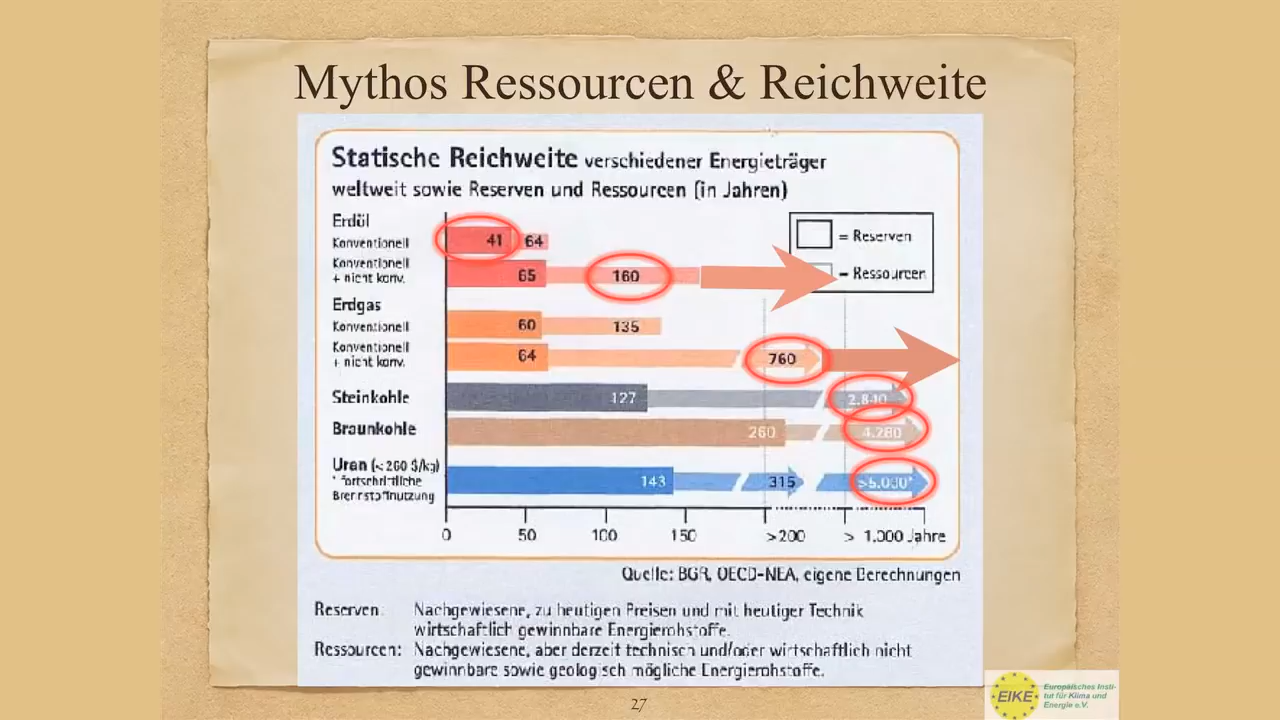 Mythos Ressourcen & Reichweite
Statische Reichweite verschiedener Energieträger
weltweit sowie Reserven und Ressourcen (in Jahren)
Erdöl
Konventionell
41
64
Konventionell
+ nicht konv.
65
160
Erdgas
Konventionell
60
135
Konventionell
+ nicht konv.
64
760
Steinkohle
127
2.840
Braunkohle
260
4.280
Uran (<260 $/kg)
* fortschrittliche
Brennstoffnutzung
143
315
>5.000*
= Reserven
= Ressourcen
0
50
100
150
>200
> 1.000 Jahre
Quelle: BGR, OECD-NEA, eigene Berechnungen
Reserven: Nachgewiesene, zu heutigen Preisen und mit heutiger Technik
wirtschaftlich gewinnbare Energierohstoffe.
Ressourcen: Nachgewiesene, aber derzeit technisch und/oder wirtschaftlich nicht
gewinnbare sowie geologisch mögliche Energierohstoffe.
27
EIKE
Europäisches Insti-
tut für Klima und
Energie e.V.